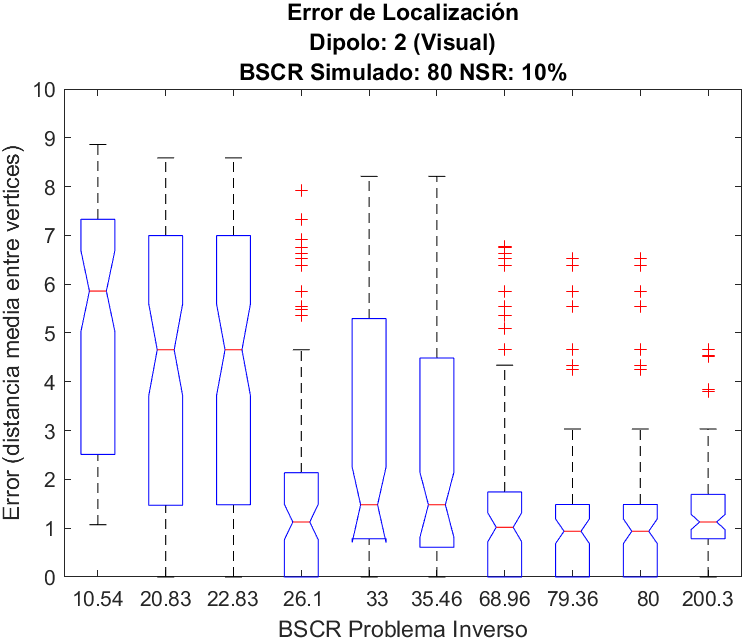 Error de Localización
Dipolo: 2 (Visual)
BSCR Simulado: 80 NSR: 10%
Error (distancia media entre vertices)
10
9
8
7
6
5
4
3
2
1
0
10.54 20.83 22.83 26.1 33 35.46 68.96 79.36 80 200.3
BSCR Problema Inverso